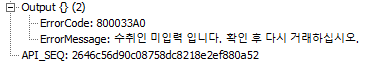 Output {} (2)
ErrorCode: 800033A0
ErrorMessage: 수취인 미입력 입니다. 확인 후 다시 거래하십시오.
API_SEQ: 2646c56d90c08758dc8218e2ef880a52